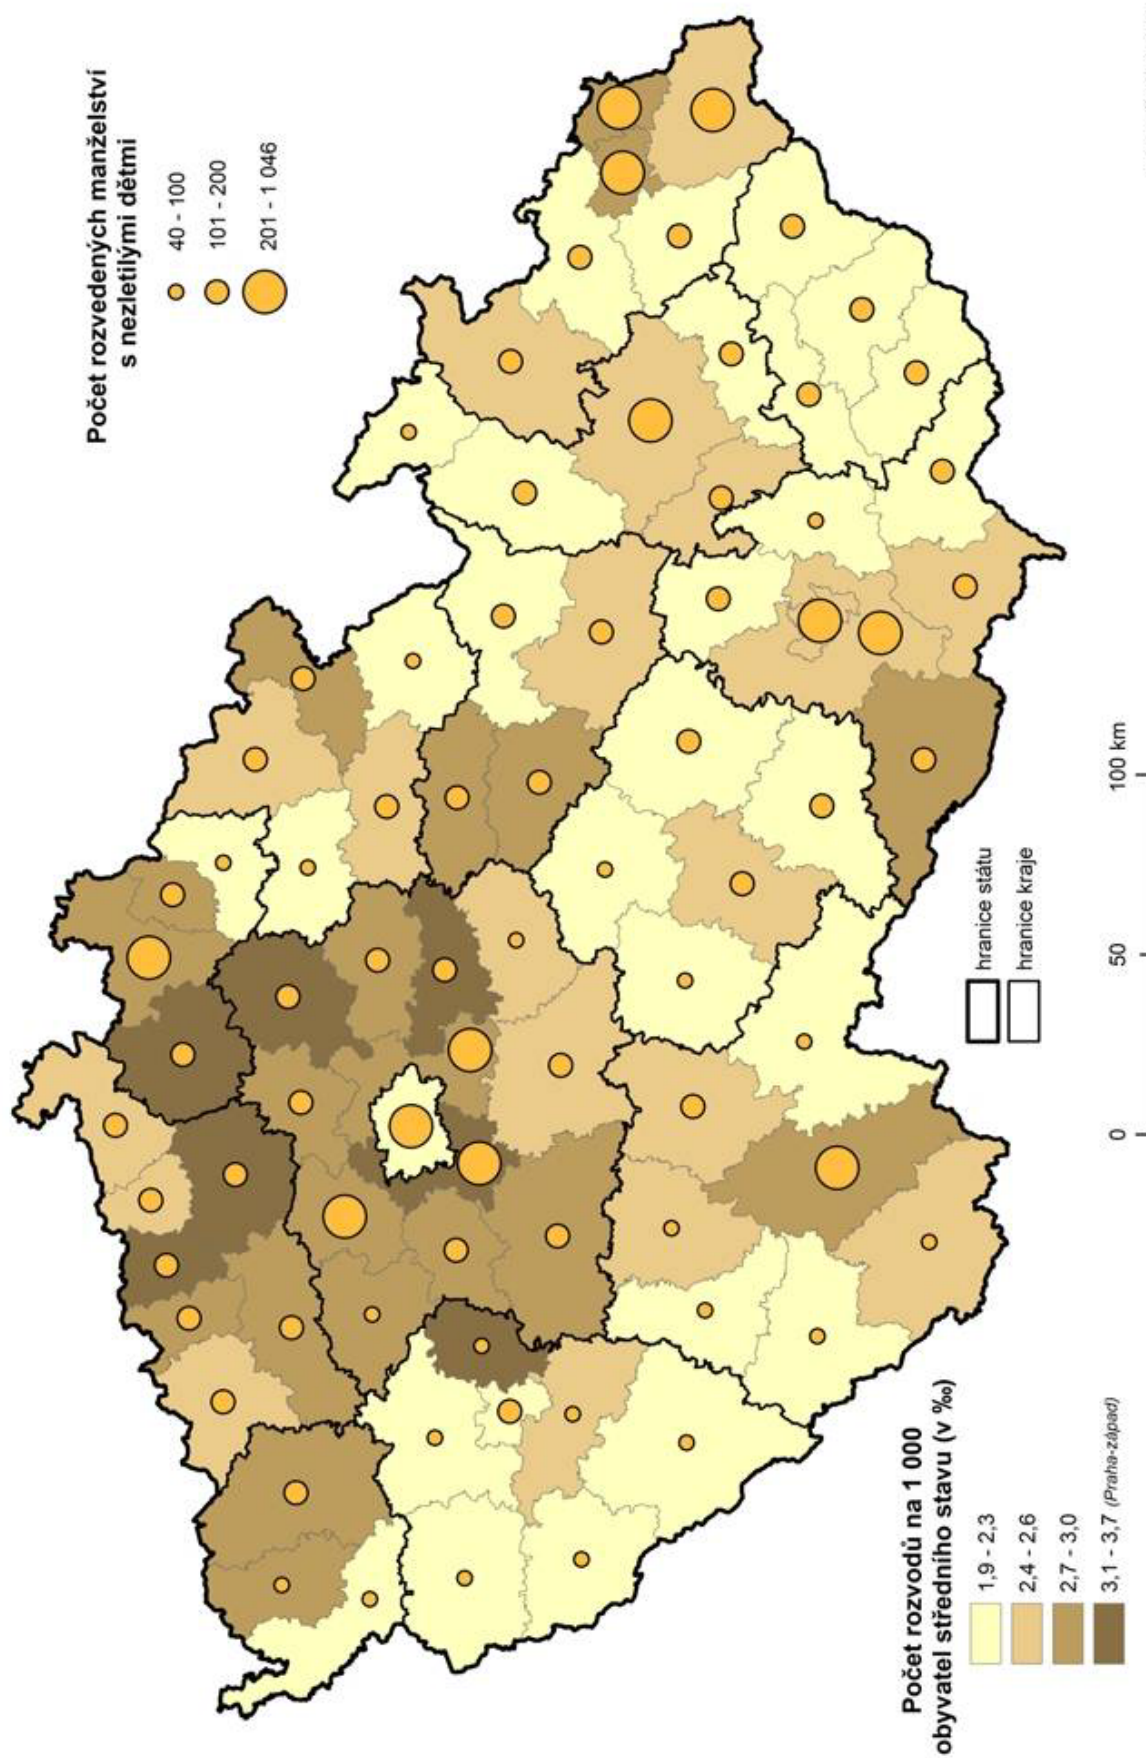 Počet rozvedených manželství
s nezletilými dětmi
40 - 100
101 - 200
201 - 1 046
Počet rozvodů na 1 000
obyvatel středního stavu (v ‰)
1,9 - 2,3
2,4 - 2,6
2,7 - 3,0
3,1 - 3,7 (Praha-západ)
hranice státu
hranice kraje
0
50
100 km